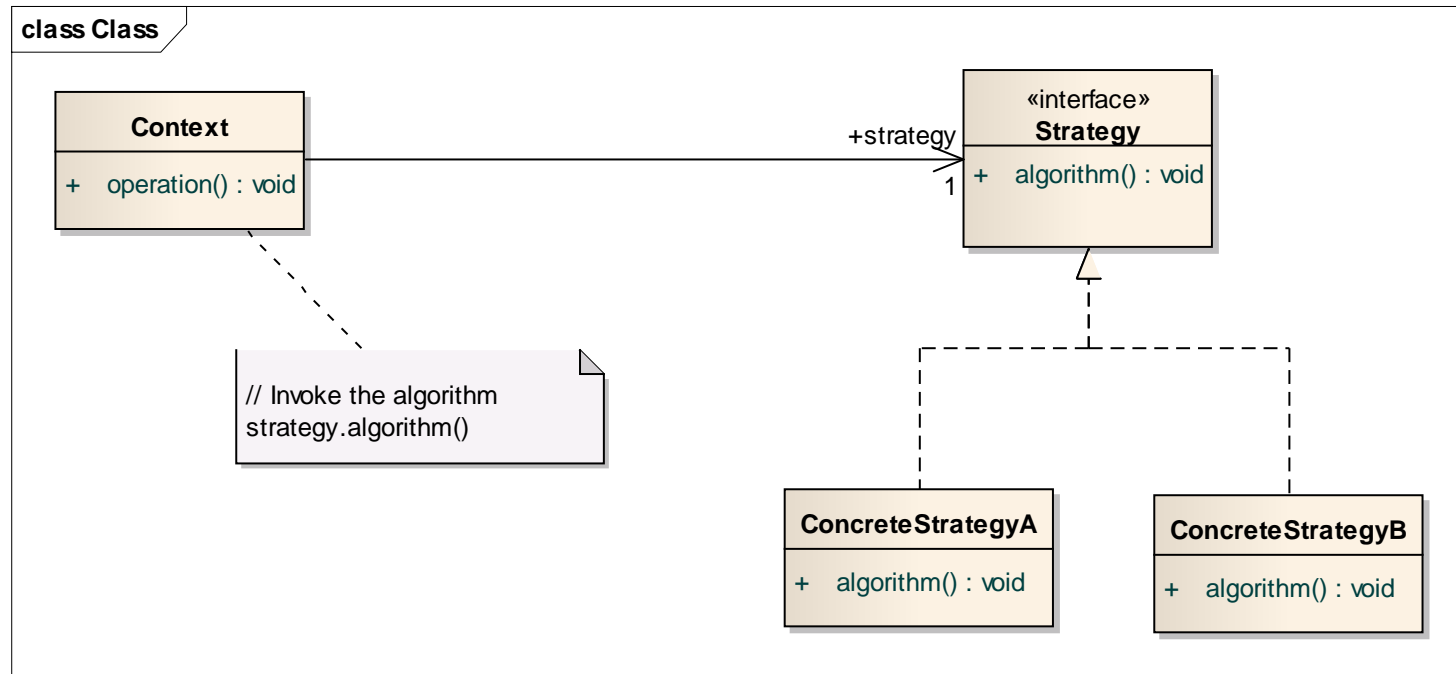 class Class
Context
+ operation() : void
+strategy
1
«interface»
Strategy
+ algorithm() : void
// Invoke the algorithm
strategy.algorithm()
ConcreteStrategyA
+ algorithm() : void
ConcreteStrategyB
+ algorithm() : void